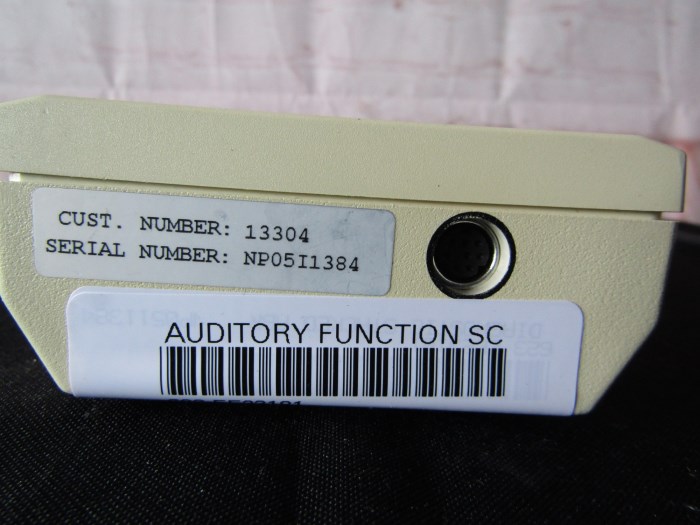 CUST. NUMBER: 13304
SERIAL NUMBER: NP05I1384
AUDITORY FUNCTION SC